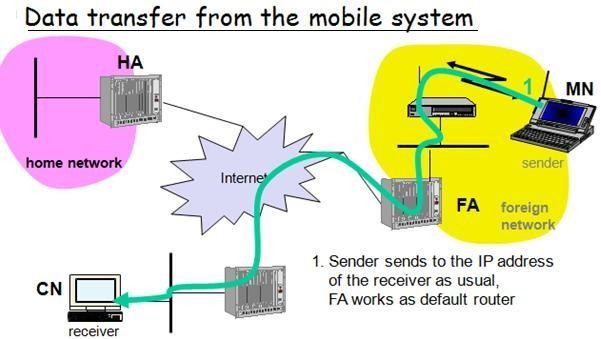 Data transfer from the mobile system
HA
home network
Internet
1
MN
sender
FA
foreign
network
CN
receiver
1. Sender sends to the IP address
of the receiver as usual,
FA works as default router